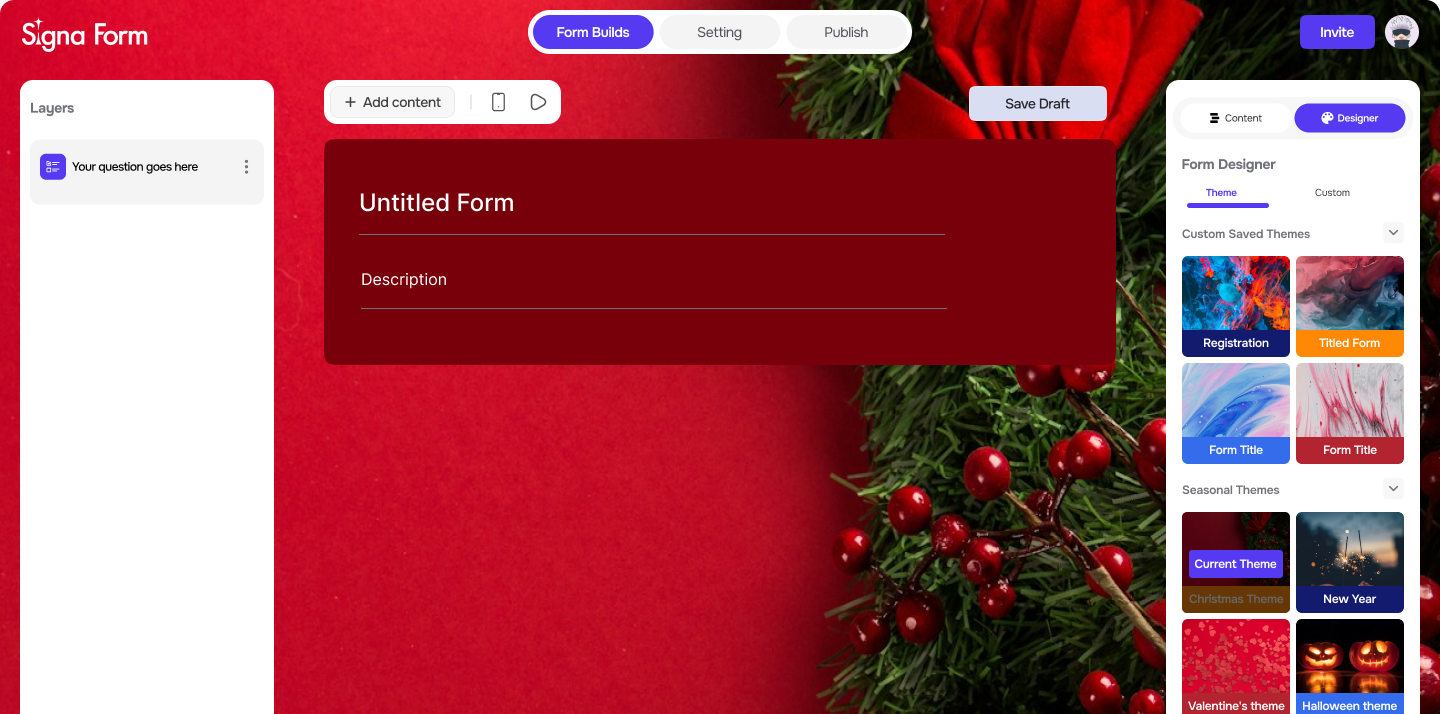 Signa Form
Form Builds
Setting
Publish
Invite
Layers
Your question goes here
Add content
Save Draft
Untitled Form
Description
Content
Designer
Form Designer
Theme
Custom
Custom Saved Themes
Registration
Titled Form
Form Title
Form Title
Seasonal Themes
Current Theme
Christmas Theme
New Year
Valentine's theme
Halloween theme